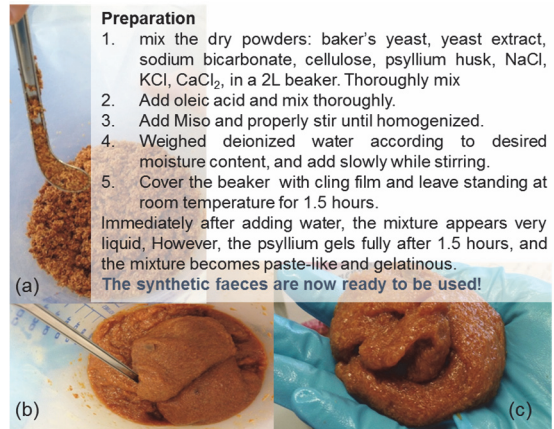 Preparation
1. mix the dry powders: baker's yeast, yeast extract,
sodium bicarbonate, cellulose, psyllium husk, NaCl,
KCl, CaCl₂, in a 2L beaker. Thoroughly mix
2. Add oleic acid and mix thoroughly.
3. Add Miso and properly stir until homogenized.
4. Weighed deionized water according to desired
moisture content, and add slowly while stirring.
5. Cover the beaker with cling film and leave standing at
room temperature for 1.5 hours.
Immediately after adding water, the mixture appears very
liquid, However, the psyllium gels fully after 1.5 hours, and
the mixture becomes paste-like and gelatinous.
The synthetic faeces are now ready to be used!
(a)
(b)
(c)